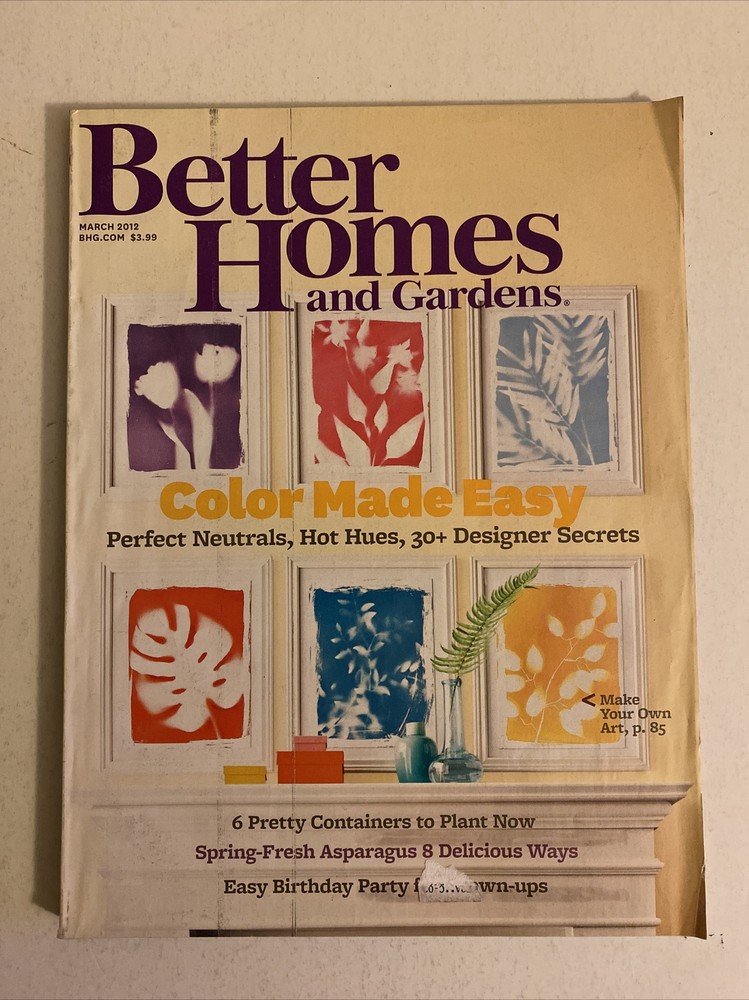 Better
Homes
and Gardens®
MARCH 2012
BHG.COM $3.99
Color Made Easy
Perfect Neutrals, Hot Hues, 30+ Designer Secrets
< Make
Your Own
Art, p. 85
6 Pretty Containers to Plant Now
Spring-Fresh Asparagus 8 Delicious Ways
Easy Birthday Party own-ups